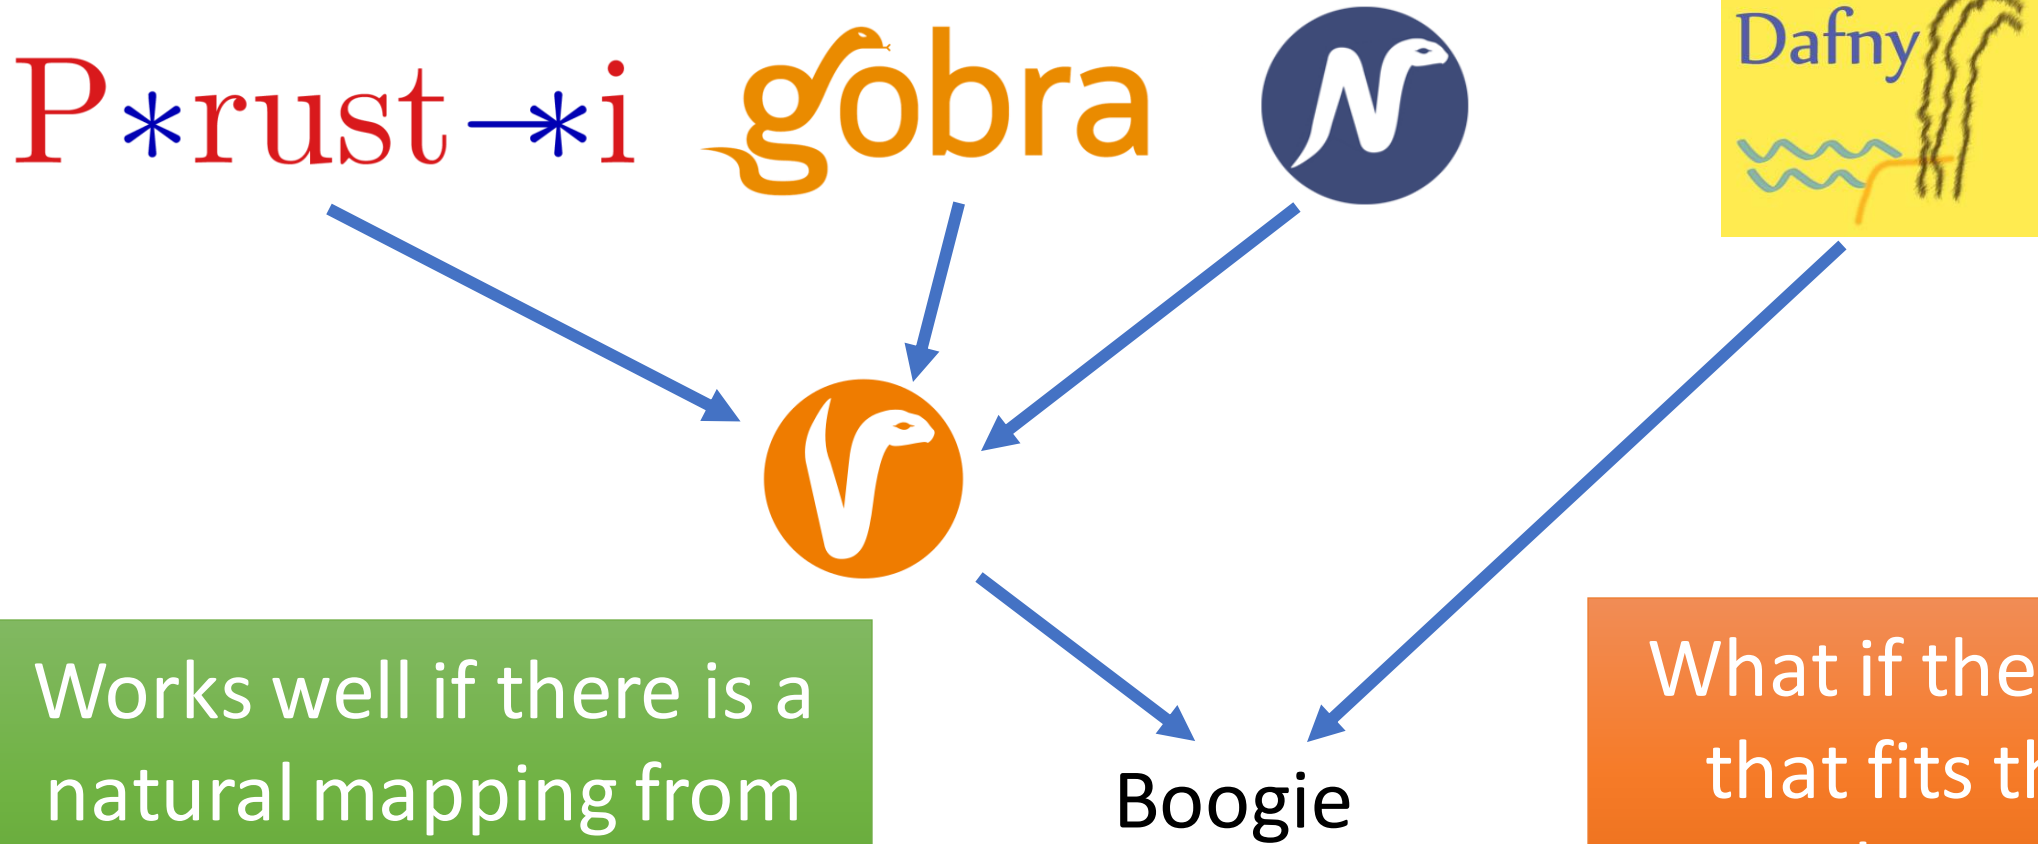 P∗rust−∗i
gobra
N
Dafny
V
Works well if there is a
natural mapping from
Boogie
What if the
that fits th